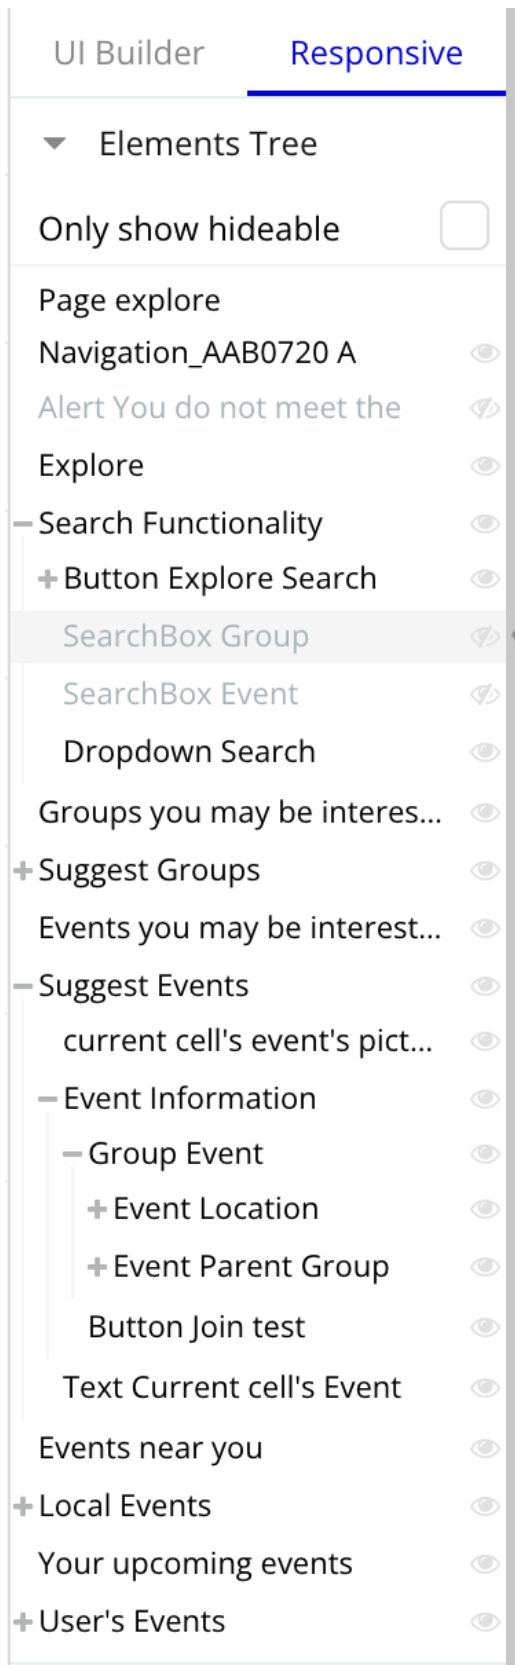 UI Builder Responsive
Elements Tree
Only show hideable
Page explore
Navigation_AAB0720 A
Alert You do not meet the
Explore
Search Functionality
Button Explore Search
SearchBox Group
SearchBox Event
Dropdown Search
Groups you may be interes...
Suggest Groups
Events you may be interest...
Suggest Events
current cell's event's pict...
Event Information
Group Event
Event Location
Event Parent Group
Button Join test
Text Current cell's Event
Events near you
Local Events
Your upcoming events
User's Events